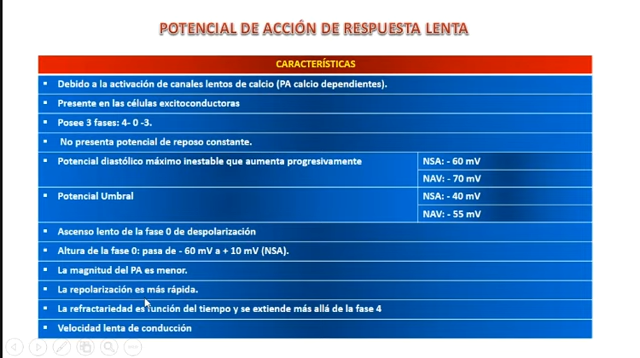 POTENCIAL DE ACCIÓN DE RESPUESTA LENTA
CARACTERÍSTICAS
Debido a la activación de canales lentos de calcio (PA calcio dependientes).
Presente en las células excitoconductoras
Posee 3 fases: 4- 0 -3.
No presenta potencial de reposo constante.
Potencial diastólico máximo inestable que aumenta progresivamente
NSA: - 60 mV
NAV: - 70 mV
Potencial Umbral
NSA: - 40 mV
NAV: - 55 mV
Ascenso lento de la fase 0 de despolarización
Altura de la fase 0: pasa de - 60 mV a + 10 mV (NSA).
La magnitud del PA es menor.
La repolarización es más rápida.
La refractariedad es función del tiempo y se extiende más allá de la fase 4
Velocidad lenta de conducción